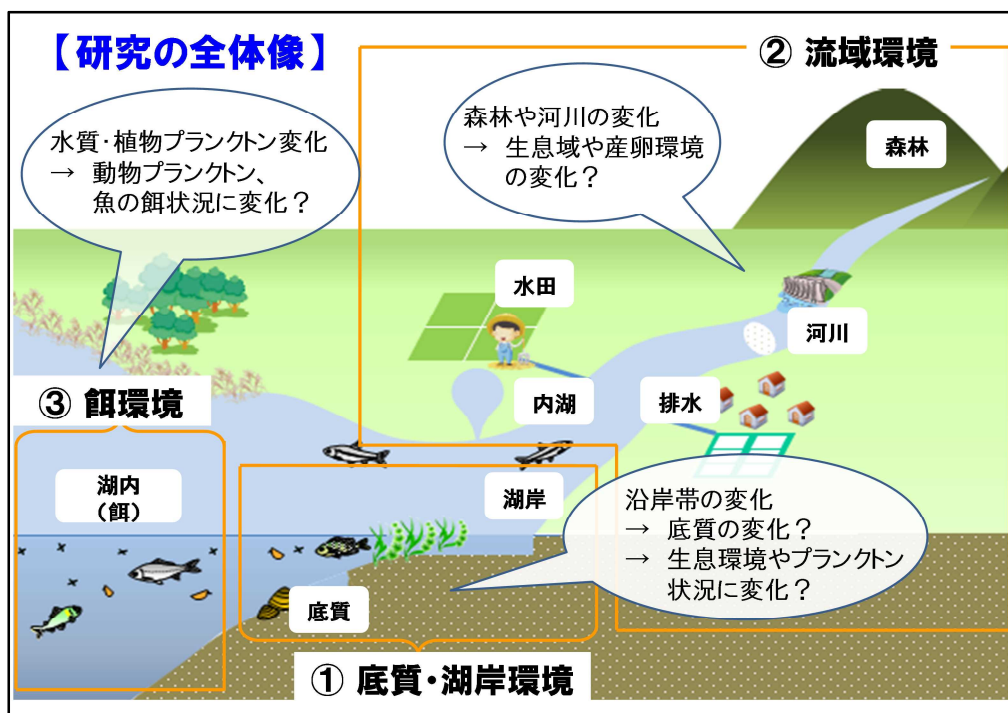 【研究の全体像】
② 流域環境
水質・植物プランクトン変化
→ 動物プランクトン、
魚の餌状況に変化？
森林や河川の変化
→ 生息域や産卵環境
の変化？
森林
水田
河川
③ 餌環境
内湖
排水
湖内
（餌）
湖岸
沿岸帯の変化
→ 底質の変化？
→ 生息環境やプランクトン
状況に変化？
底質
① 底質・湖岸環境